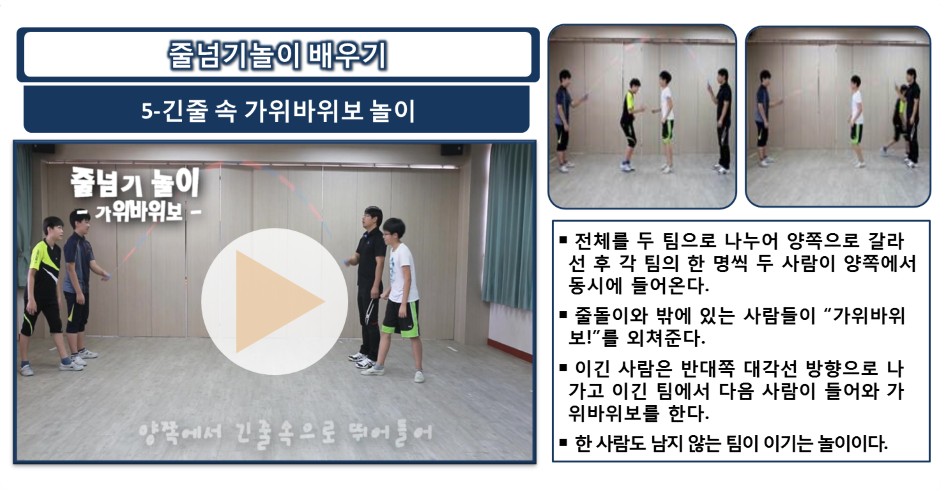 줄넘기놀이 배우기
5-긴줄 속 가위바위보 놀이
줄넘기 놀이
- 가위바위보 -
양쪽에서 긴줄속으로 뛰어들어
▪ 전체를 두 팀으로 나누어 양쪽으로 갈라
선 후 각 팀의 한 명씩 두 사람이 양쪽에서
동시에 들어온다.
▪ 줄돌이와 밖에 있는 사람들이 “가위바위
보!”를 외쳐준다.
▪ 이긴 사람은 반대쪽 대각선 방향으로 나
가고 이긴 팀에서 다음 사람이 들어와 가
위바위보를 한다.
▪ 한 사람도 남지 않는 팀이 이기는 놀이이다.